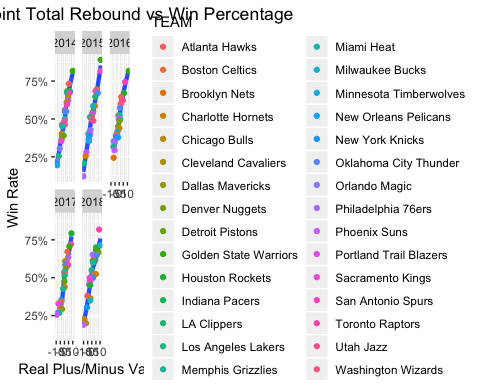 oint Total Rebound vs Win Percentage
TEAM
2014 2015 2016
75%
50%
25%
2017 2018
75%
50%
25%
Win Rate
Real Plus/Minus Va
Atlanta Hawks
Boston Celtics
Brooklyn Nets
Charlotte Hornets
Chicago Bulls
Cleveland Cavaliers
Dallas Mavericks
Denver Nuggets
Detroit Pistons
Golden State Warriors
Houston Rockets
Indiana Pacers
LA Clippers
Los Angeles Lakers
Memphis Grizzlies
Miami Heat
Milwaukee Bucks
Minnesota Timberwolves
New Orleans Pelicans
New York Knicks
Oklahoma City Thunder
Orlando Magic
Philadelphia 76ers
Phoenix Suns
Portland Trail Blazers
Sacramento Kings
San Antonio Spurs
Toronto Raptors
Utah Jazz
Washington Wizards